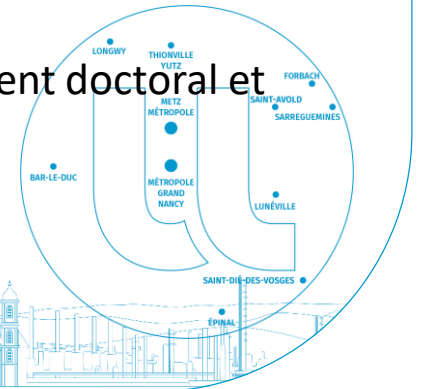 LONGWY
THIONVILLE
YUTZ
ent doctoral et
FORBACH
METZ
MÉTROPOLE
SAINT-AVOLD
SARREGUEMINES
BAR-LE-DUC
MÉTROPOLE
GRAND
NANCY
LUNÉVILLE
SAINT-DIÉ-DES-VOSGES
ÉPINAL